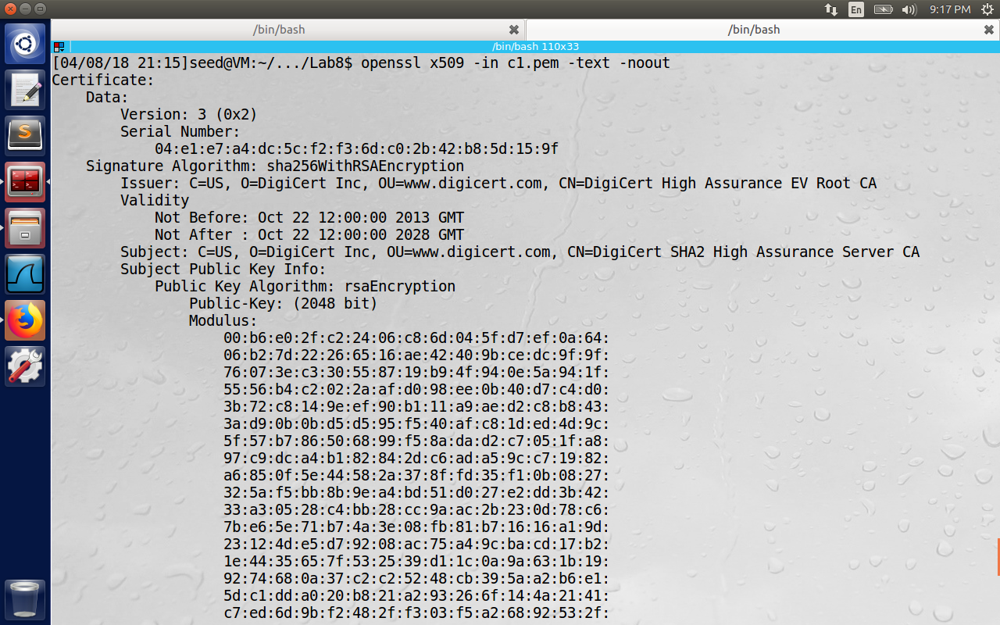 En 9:17 PM
/bin/bash /bin/bash
/bin/bash 110x33
[04/08/18 21:15]seed@VM:~/.../Lab8$ openssl x509 -in c1.pem -text -noout
Certificate:
    Data:
        Version: 3 (0x2)
        Serial Number:
            04:e1:e7:a4:dc:5c:f2:f3:6d:c0:2b:42:b8:5d:15:9f
    Signature Algorithm: sha256WithRSAEncryption
        Issuer: C=US, O=DigiCert Inc, OU=www.digicert.com, CN=DigiCert High Assurance EV Root CA
        Validity
            Not Before: Oct 22 12:00:00 2013 GMT
            Not After : Oct 22 12:00:00 2028 GMT
        Subject: C=US, O=DigiCert Inc, OU=www.digicert.com, CN=DigiCert SHA2 High Assurance Server CA
        Subject Public Key Info:
            Public Key Algorithm: rsaEncryption
                Public-Key: (2048 bit)
                Modulus:
                    00:b6:e0:2f:c2:24:06:c8:6d:04:5f:d7:ef:0a:64:
                    06:b2:7d:22:26:65:16:ae:42:40:9b:ce:dc:9f:9f:
                    76:07:3e:c3:30:55:87:19:b9:4f:94:0e:5a:94:1f:
                    55:56:b4:c2:02:2a:af:d0:98:ee:0b:40:d7:c4:d0:
                    3b:72:c8:14:9e:ef:90:b1:11:a9:ae:d2:c8:b8:43:
                    3a:d9:0b:0b:d5:d5:95:f5:40:af:c8:1d:ed:4d:9c:
                    5f:57:b7:86:50:68:99:f5:8a:da:d2:c7:05:1f:a8:
                    97:c9:dc:a4:b1:82:84:2d:c6:ad:a5:9c:c7:19:82:
                    a6:85:0f:5e:44:58:2a:37:8f:fd:35:f1:0b:08:27:
                    32:5a:f5:bb:8b:9e:a4:bd:51:d0:27:e2:dd:3b:42:
                    33:a3:05:28:c4:bb:28:cc:9a:ac:2b:23:0d:78:c6:
                    7b:e6:5e:71:b7:4a:3e:08:fb:81:b7:16:16:a1:9d:
                    23:12:4d:e5:d7:92:08:ac:75:a4:9c:ba:cd:17:b2:
                    1e:44:35:65:7f:53:25:39:d1:1c:0a:9a:63:1b:19:
                    92:74:68:0a:37:c2:c2:52:48:cb:39:5a:a2:b6:e1:
                    5d:c1:dd:a0:20:b8:21:a2:93:26:6f:14:4a:21:41:
                    c7:ed:6d:9b:f2:48:2f:f3:03:f5:a2:68:92:53:2f: